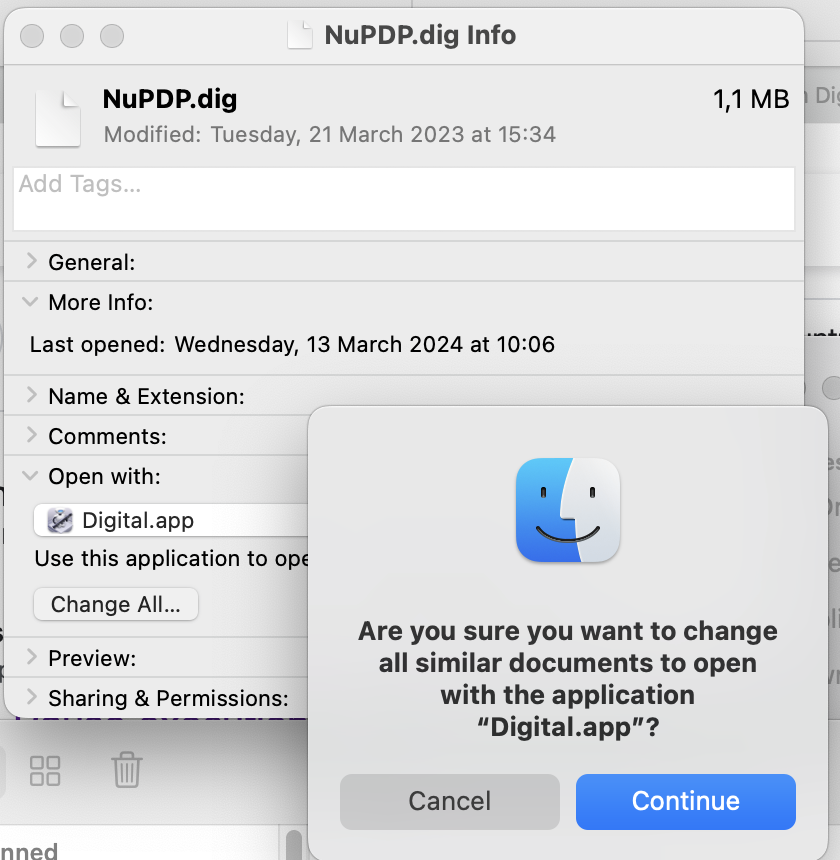 NuPDP.dig Info
NuPDP.dig 1,1 MB
Modified: Tuesday, 21 March 2023 at 15:34
Add Tags...
General:
More Info:
Last opened: Wednesday, 13 March 2024 at 10:06
Name & Extension:
Comments:
Open with:
Digital.app
Use this application to ope
Change All...
Preview:
Sharing & Permissions:
Are you sure you want to change
all similar documents to open
with the application
“Digital.app”?
Cancel Continue
nned